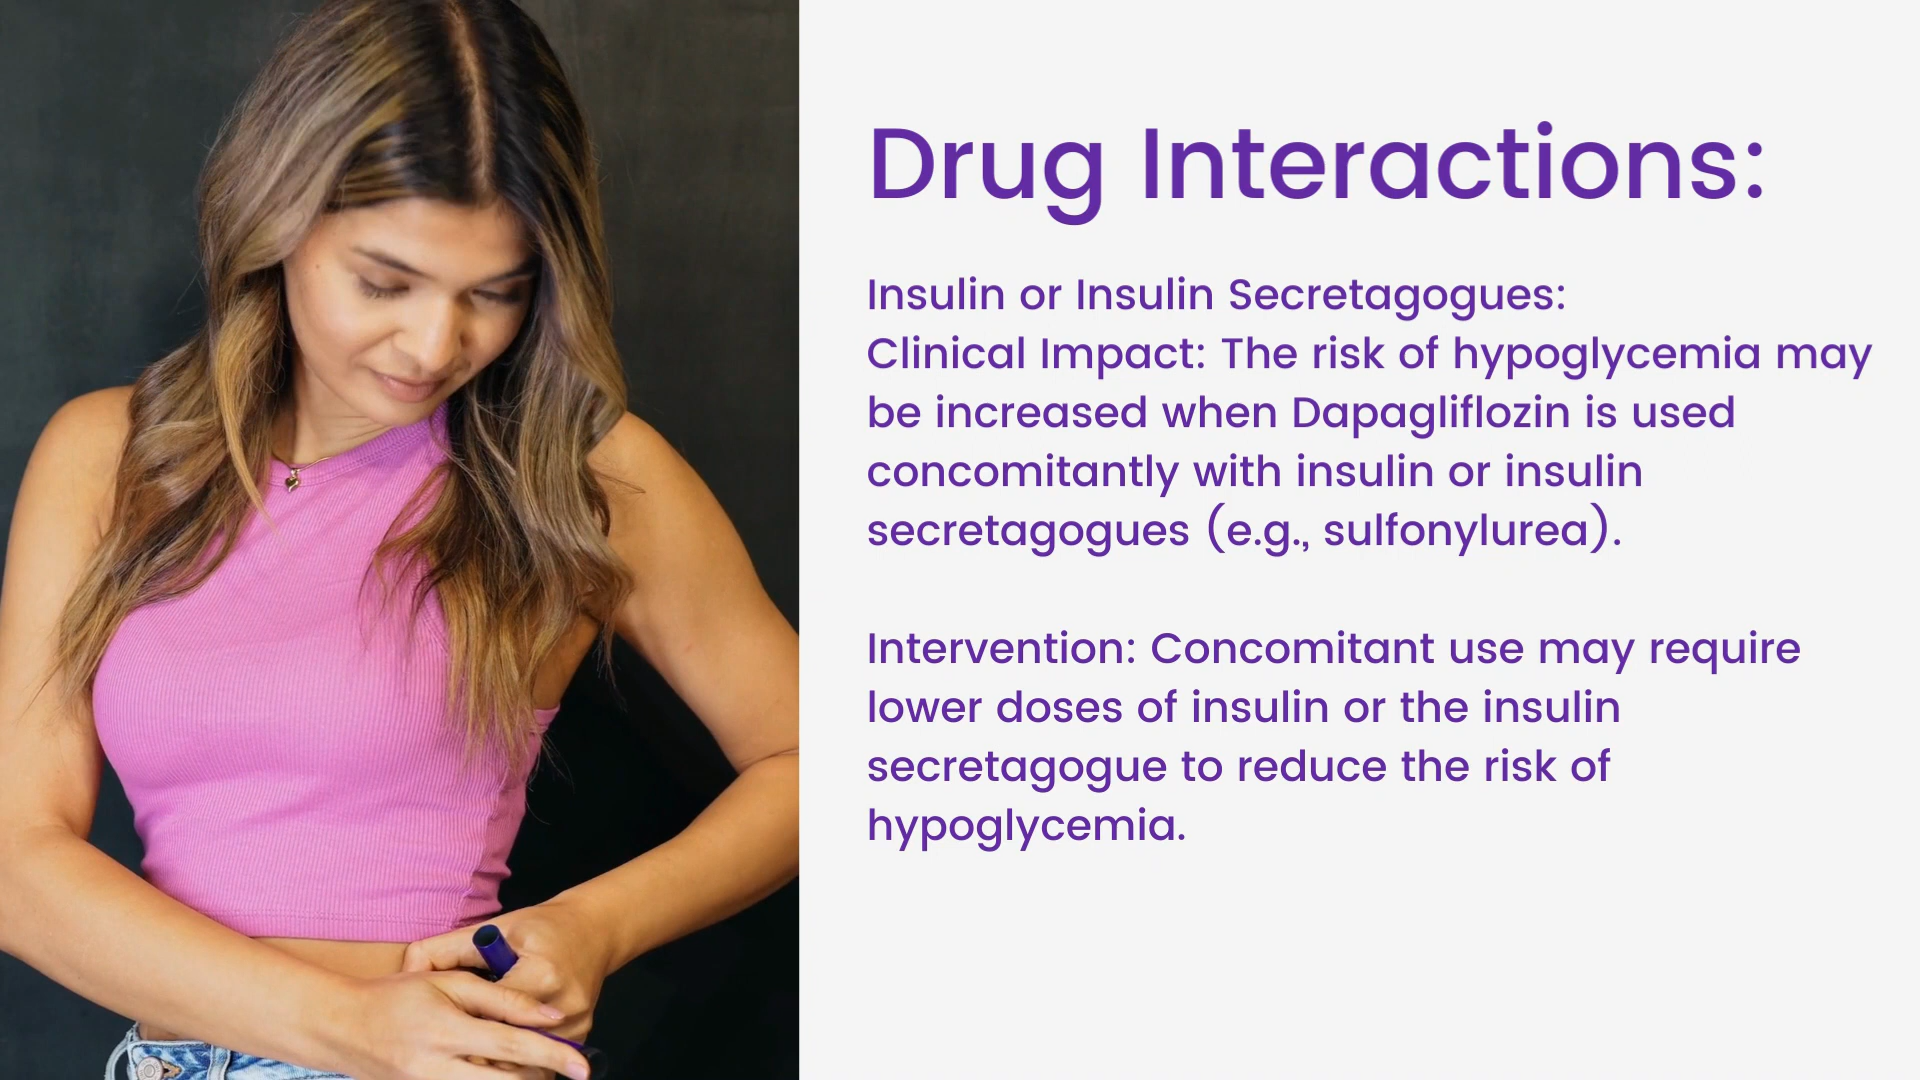 Drug Interactions:
Insulin or Insulin Secretagogues:
Clinical Impact: The risk of hypoglycemia may
be increased when Dapagliflozin is used
concomitantly with insulin or insulin
secretagogues (e.g., sulfonylurea).
Intervention: Concomitant use may require
lower doses of insulin or the insulin
secretagogue to reduce the risk of
hypoglycemia.